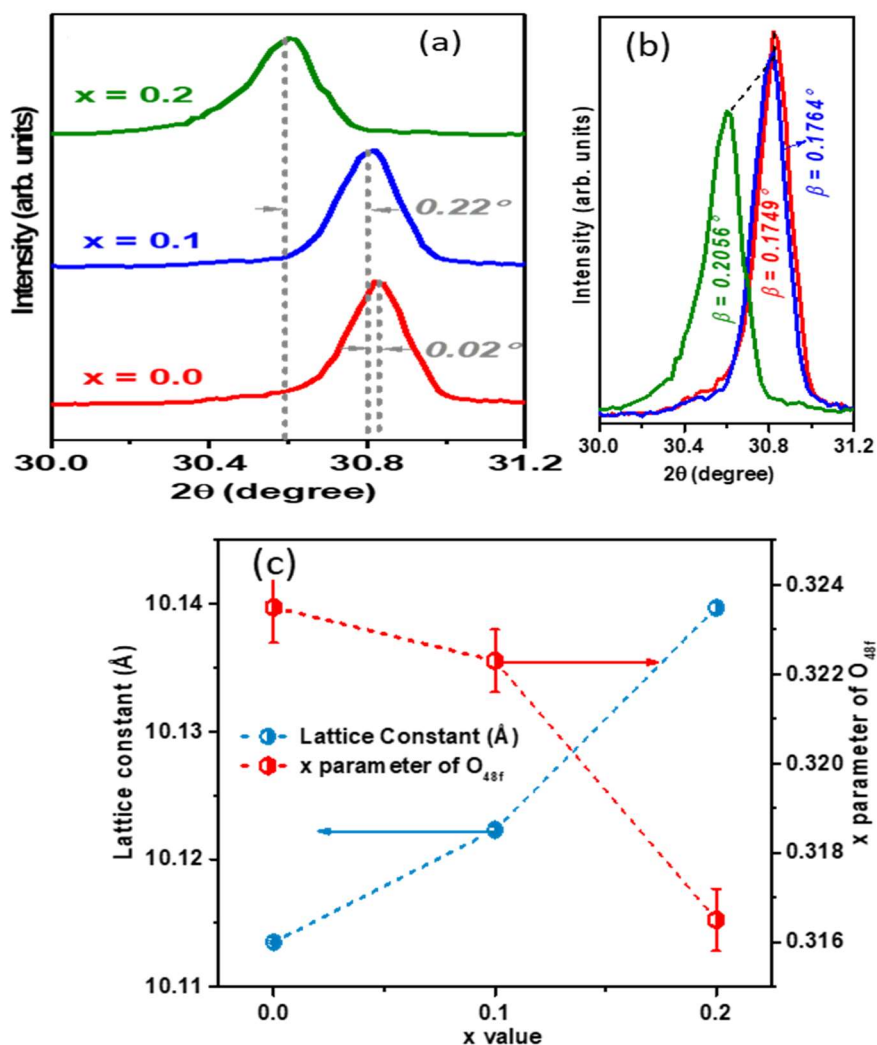 (a)
x = 0.2
x = 0.1
0.22°
x = 0.0
0.02°
Intensity (arb. units)
30.0 30.4 30.8 31.2
2θ (degree)
(b)
β = 0.2056°
β = 0.1749°
β = 0.1764°
Intensity (arb. units)
30.0 30.4 30.8 31.2
2θ (degree)
(c)
10.14
10.13
10.12
10.11
Lattice constant (Å)
Lattice Constant (Å)
x parameter of O48f
0.324
0.322
0.320
0.318
0.316
x parameter of O48f
0.0 0.1 0.2
x value